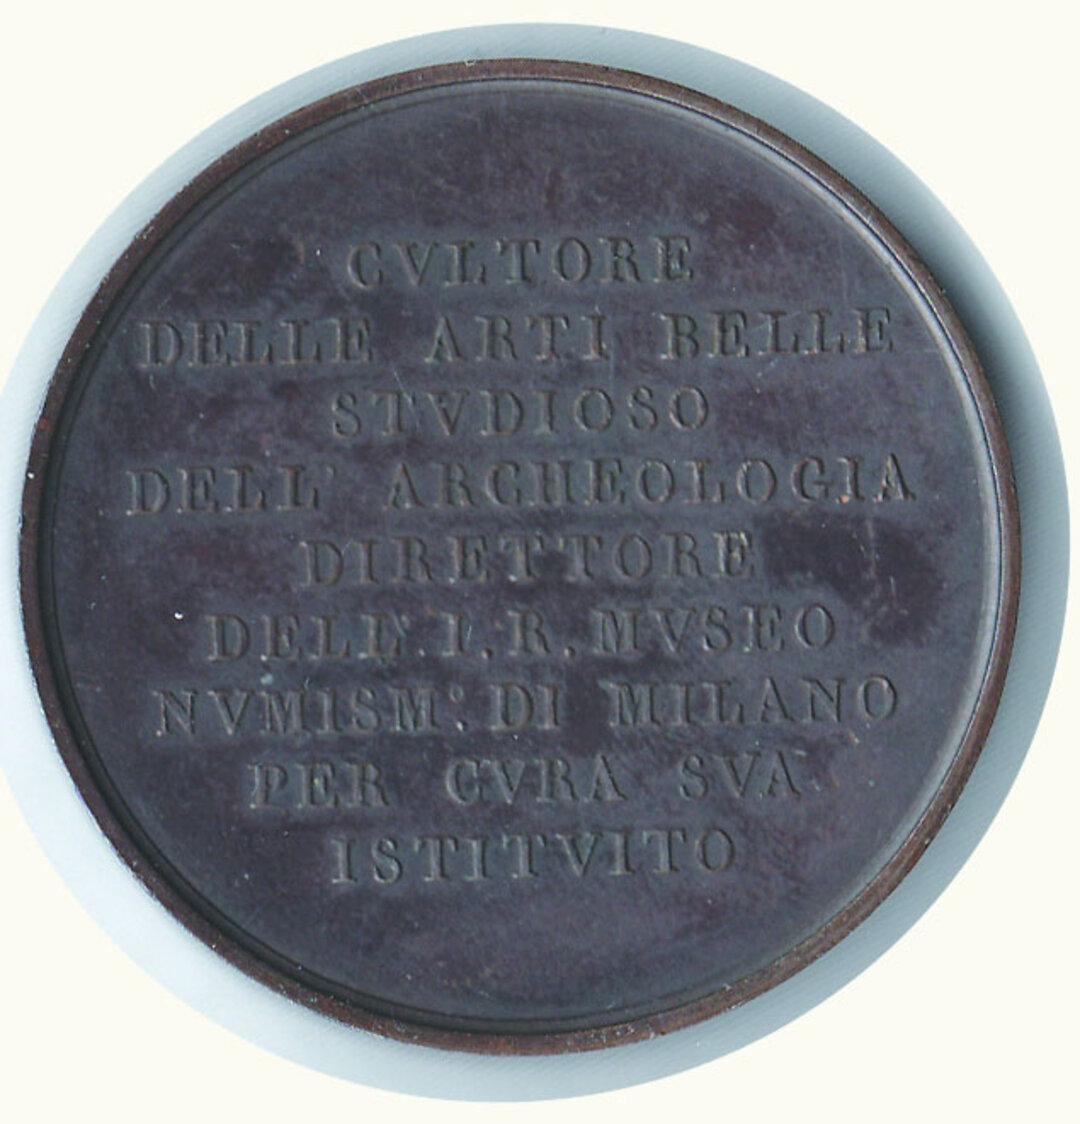 CVLTORE
DELLE ARTI BELLE
STVDIOSO
DELL' ARCHEOLOGIA
DIRETTORE
DELL'. I. R. MVSEO
NVMISM: DI MILANO
PER CVRA SVA
ISTITVITO